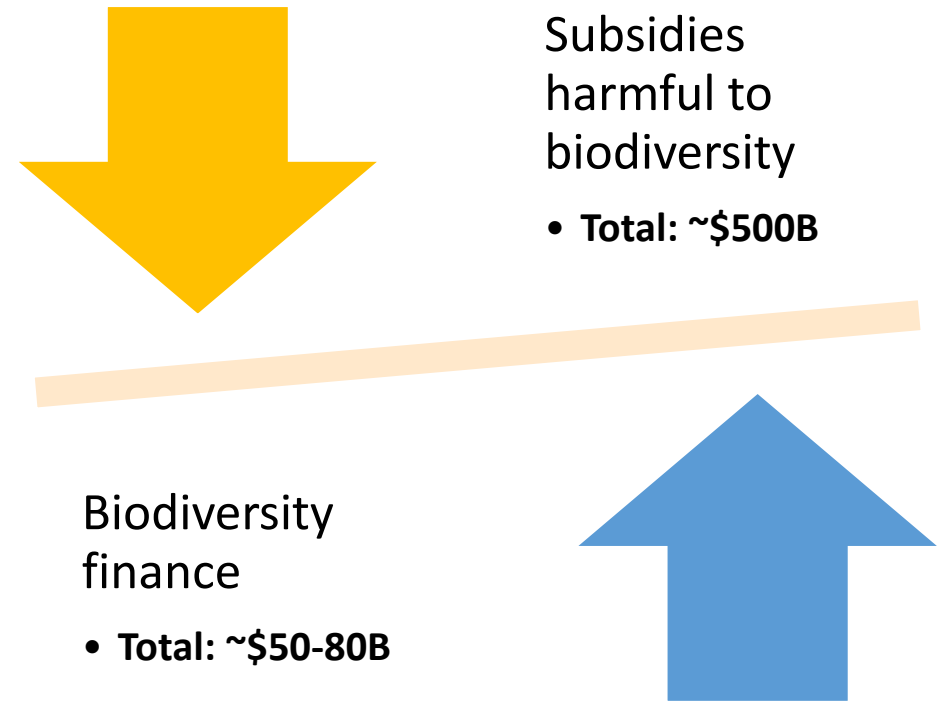 Subsidies
harmful to
biodiversity
• Total: ~$500B
Biodiversity
finance
• Total: ~$50-80B